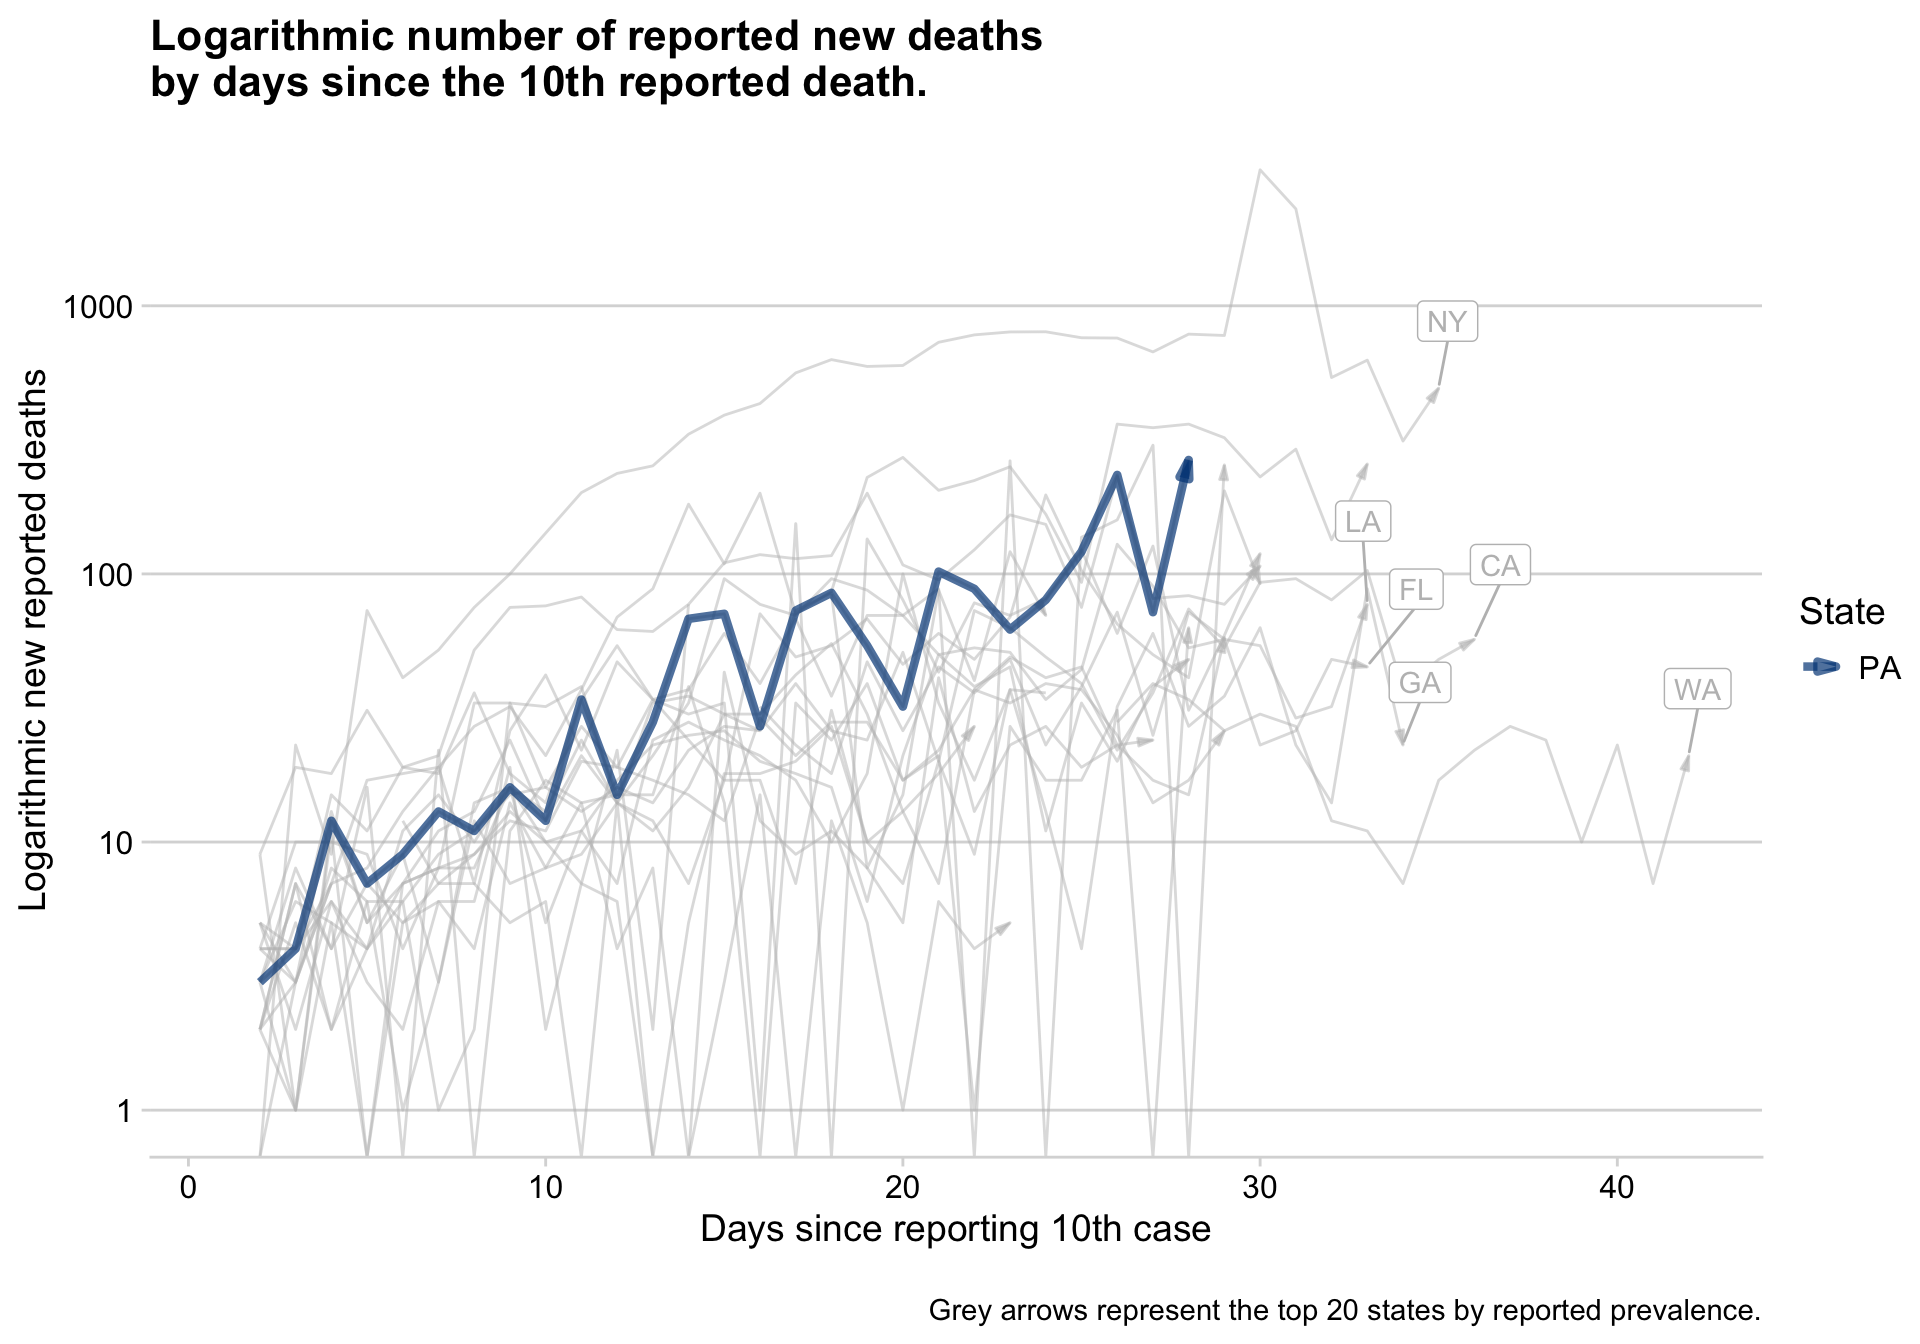 Logarithmic number of reported new deaths
by days since the 10th reported death.
Logarithmic new reported deaths
1000
100
10
1
NY
LA
CA
FL
GA
WA
State
PA
0 10 20 30 40
Days since reporting 10th case
Grey arrows represent the top 20 states by reported prevalence.